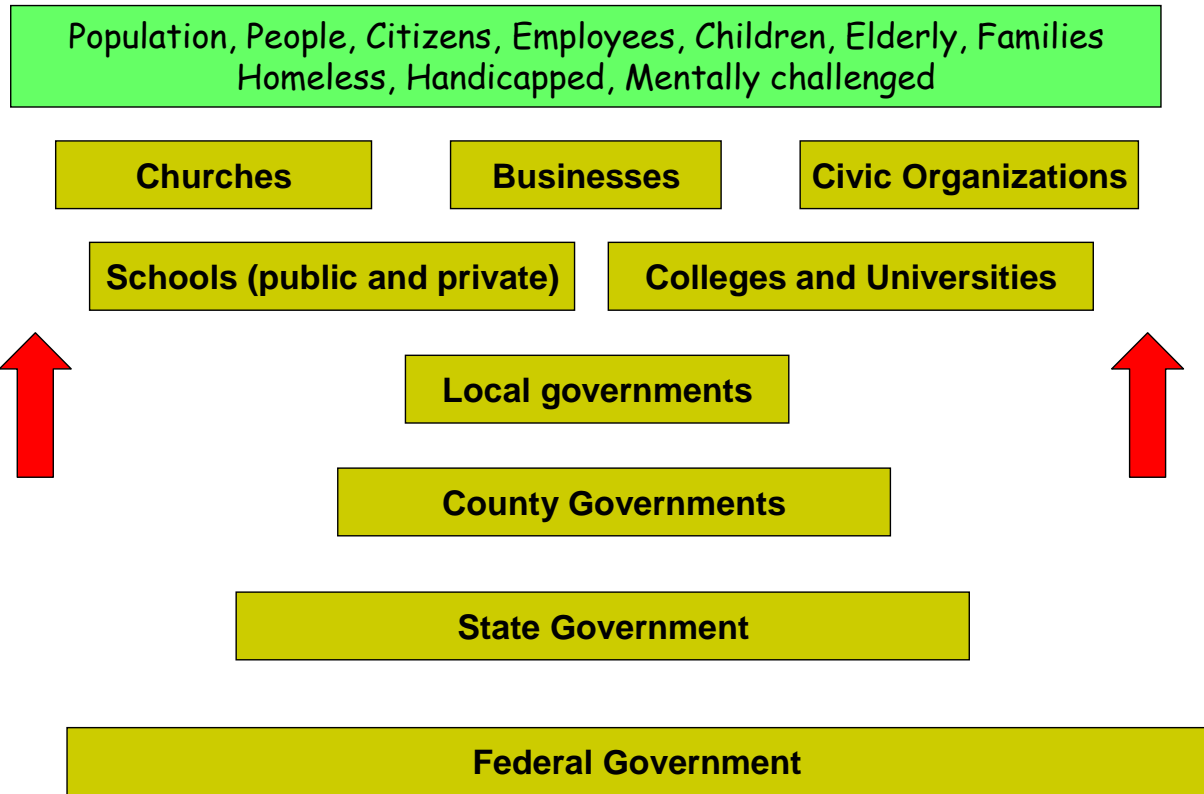 Population, People, Citizens, Employees, Children, Elderly, Families
Homeless, Handicapped, Mentally challenged
Churches
Businesses
Civic Organizations
Schools (public and private)
Colleges and Universities
Local governments
County Governments
State Government
Federal Government